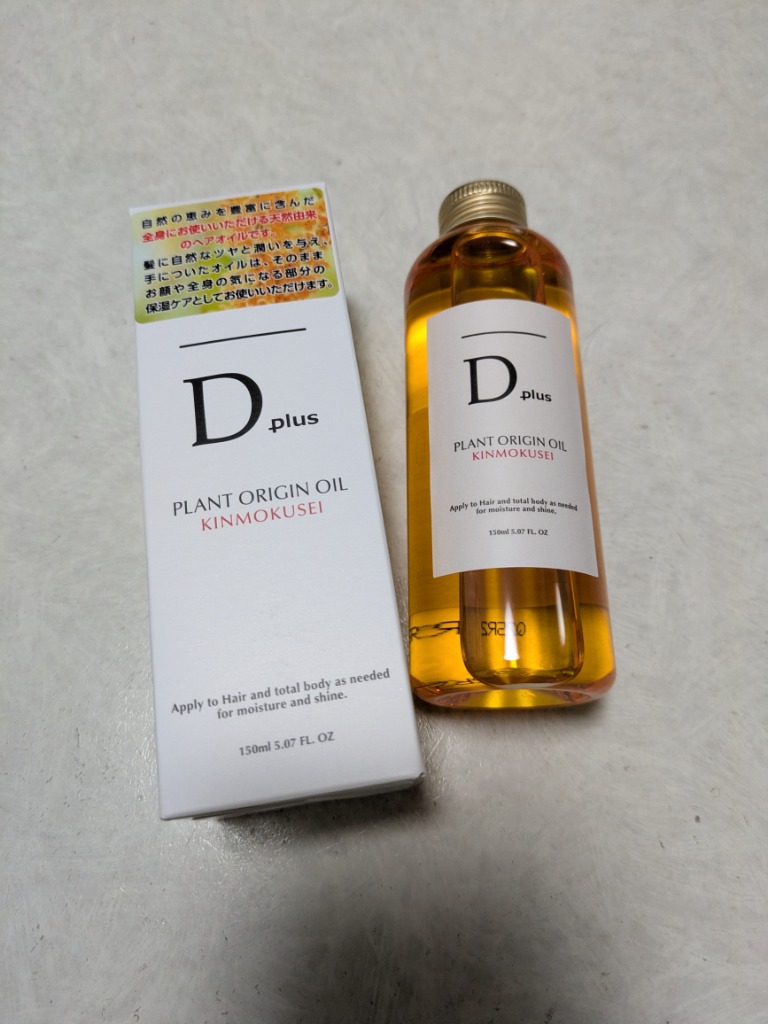 自然の恵みを豊富に含んだ
全身にお使いいただける天然由来
のヘアオイルです。
髪に自然なツヤと潤いを与え、
手についたオイルは、そのまま
お顔や全身の気になる部分の
保湿ケアとしてお使いいただけます。
D plus
PLANT ORIGIN OIL
KINMOKUSEI
Apply to Hair and total body as needed
for moisture and shine.
150ml 5.07 FL. OZ
D plus
PLANT ORIGIN OIL
KINMOKUSEI
Apply to Hair and total body as needed
for moisture and shine.
150ml 5.07 FL. OZ